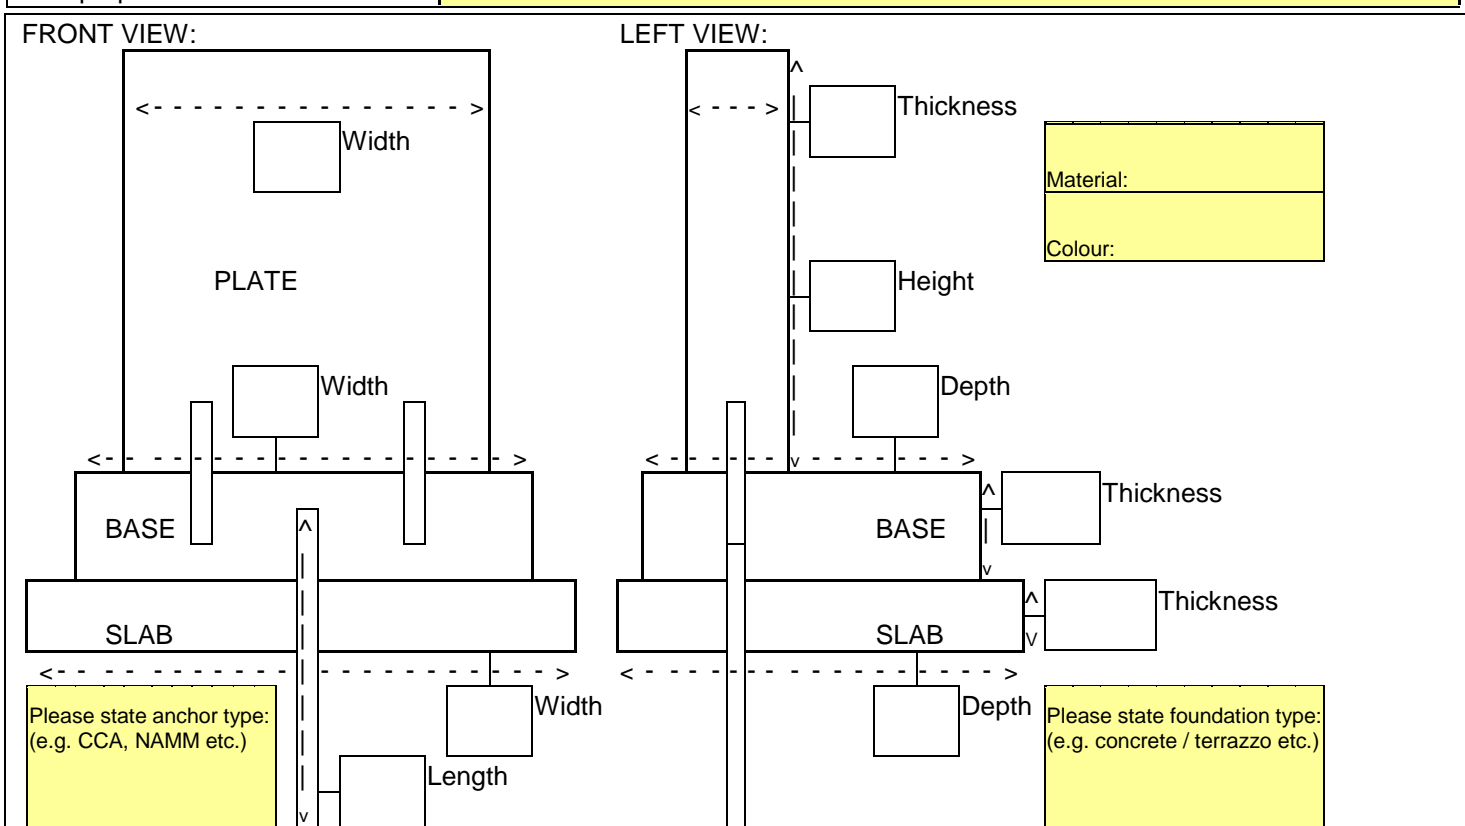 FRONT VIEW:
LEFT VIEW:
Thickness
Width
Material:
Colour:
PLATE
Height
Width
Depth
Thickness
BASE
BASE
Thickness
SLAB
SLAB
Width
Depth
Please state anchor type:
(e.g. CCA, NAMM etc.)
Please state foundation type:
(e.g. concrete / terrazzo etc.)
Length